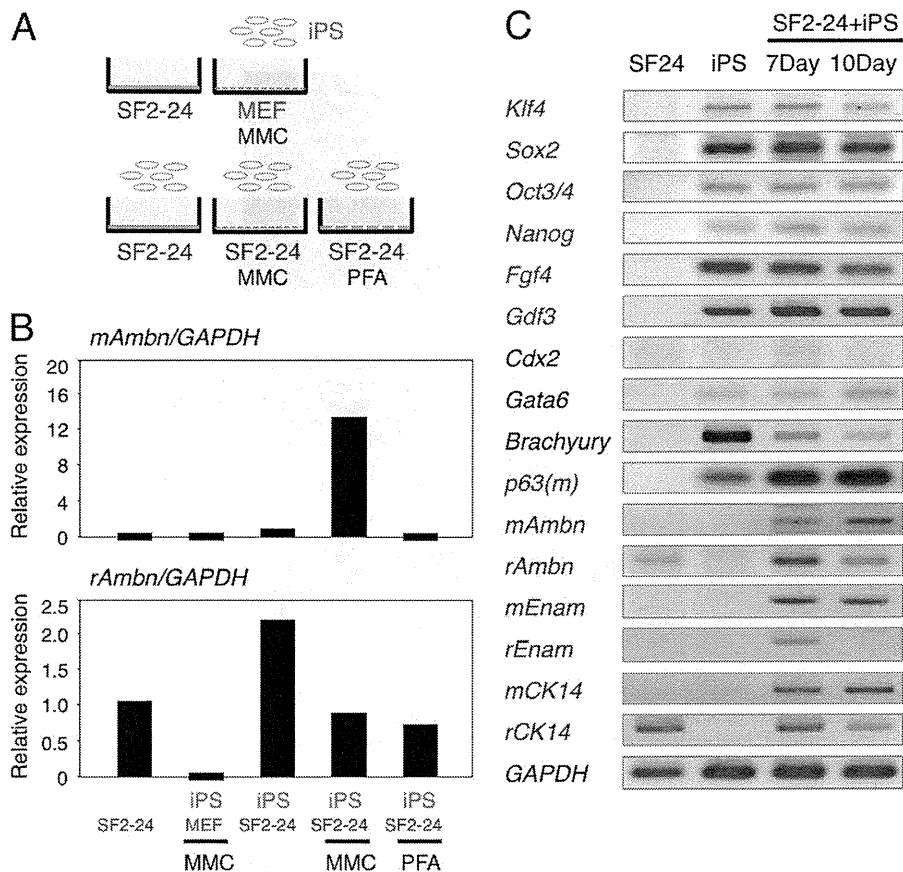 A
iPS
SF2-24
MEF
MMC
SF2-24
SF2-24
MMC
SF2-24
PFA
B
mAmbn/GAPDH
Relative expression
20
16
12
8
4
0
rAmbn/GAPDH
Relative expression
2.5
2.0
1.5
1.0
0.5
0
SF2-24
iPS
MEF
MMC
iPS
SF2-24
iPS
SF2-24
MMC
iPS
SF2-24
PFA
C
SF2-24+iPS
SF24 iPS 7Day 10Day
Klf4
Sox2
Oct3/4
Nanog
Fgf4
Gdf3
Cdx2
Gata6
Brachyury
p63(m)
mAmbn
rAmbn
mEnam
rEnam
mCK14
rCK14
GAPDH